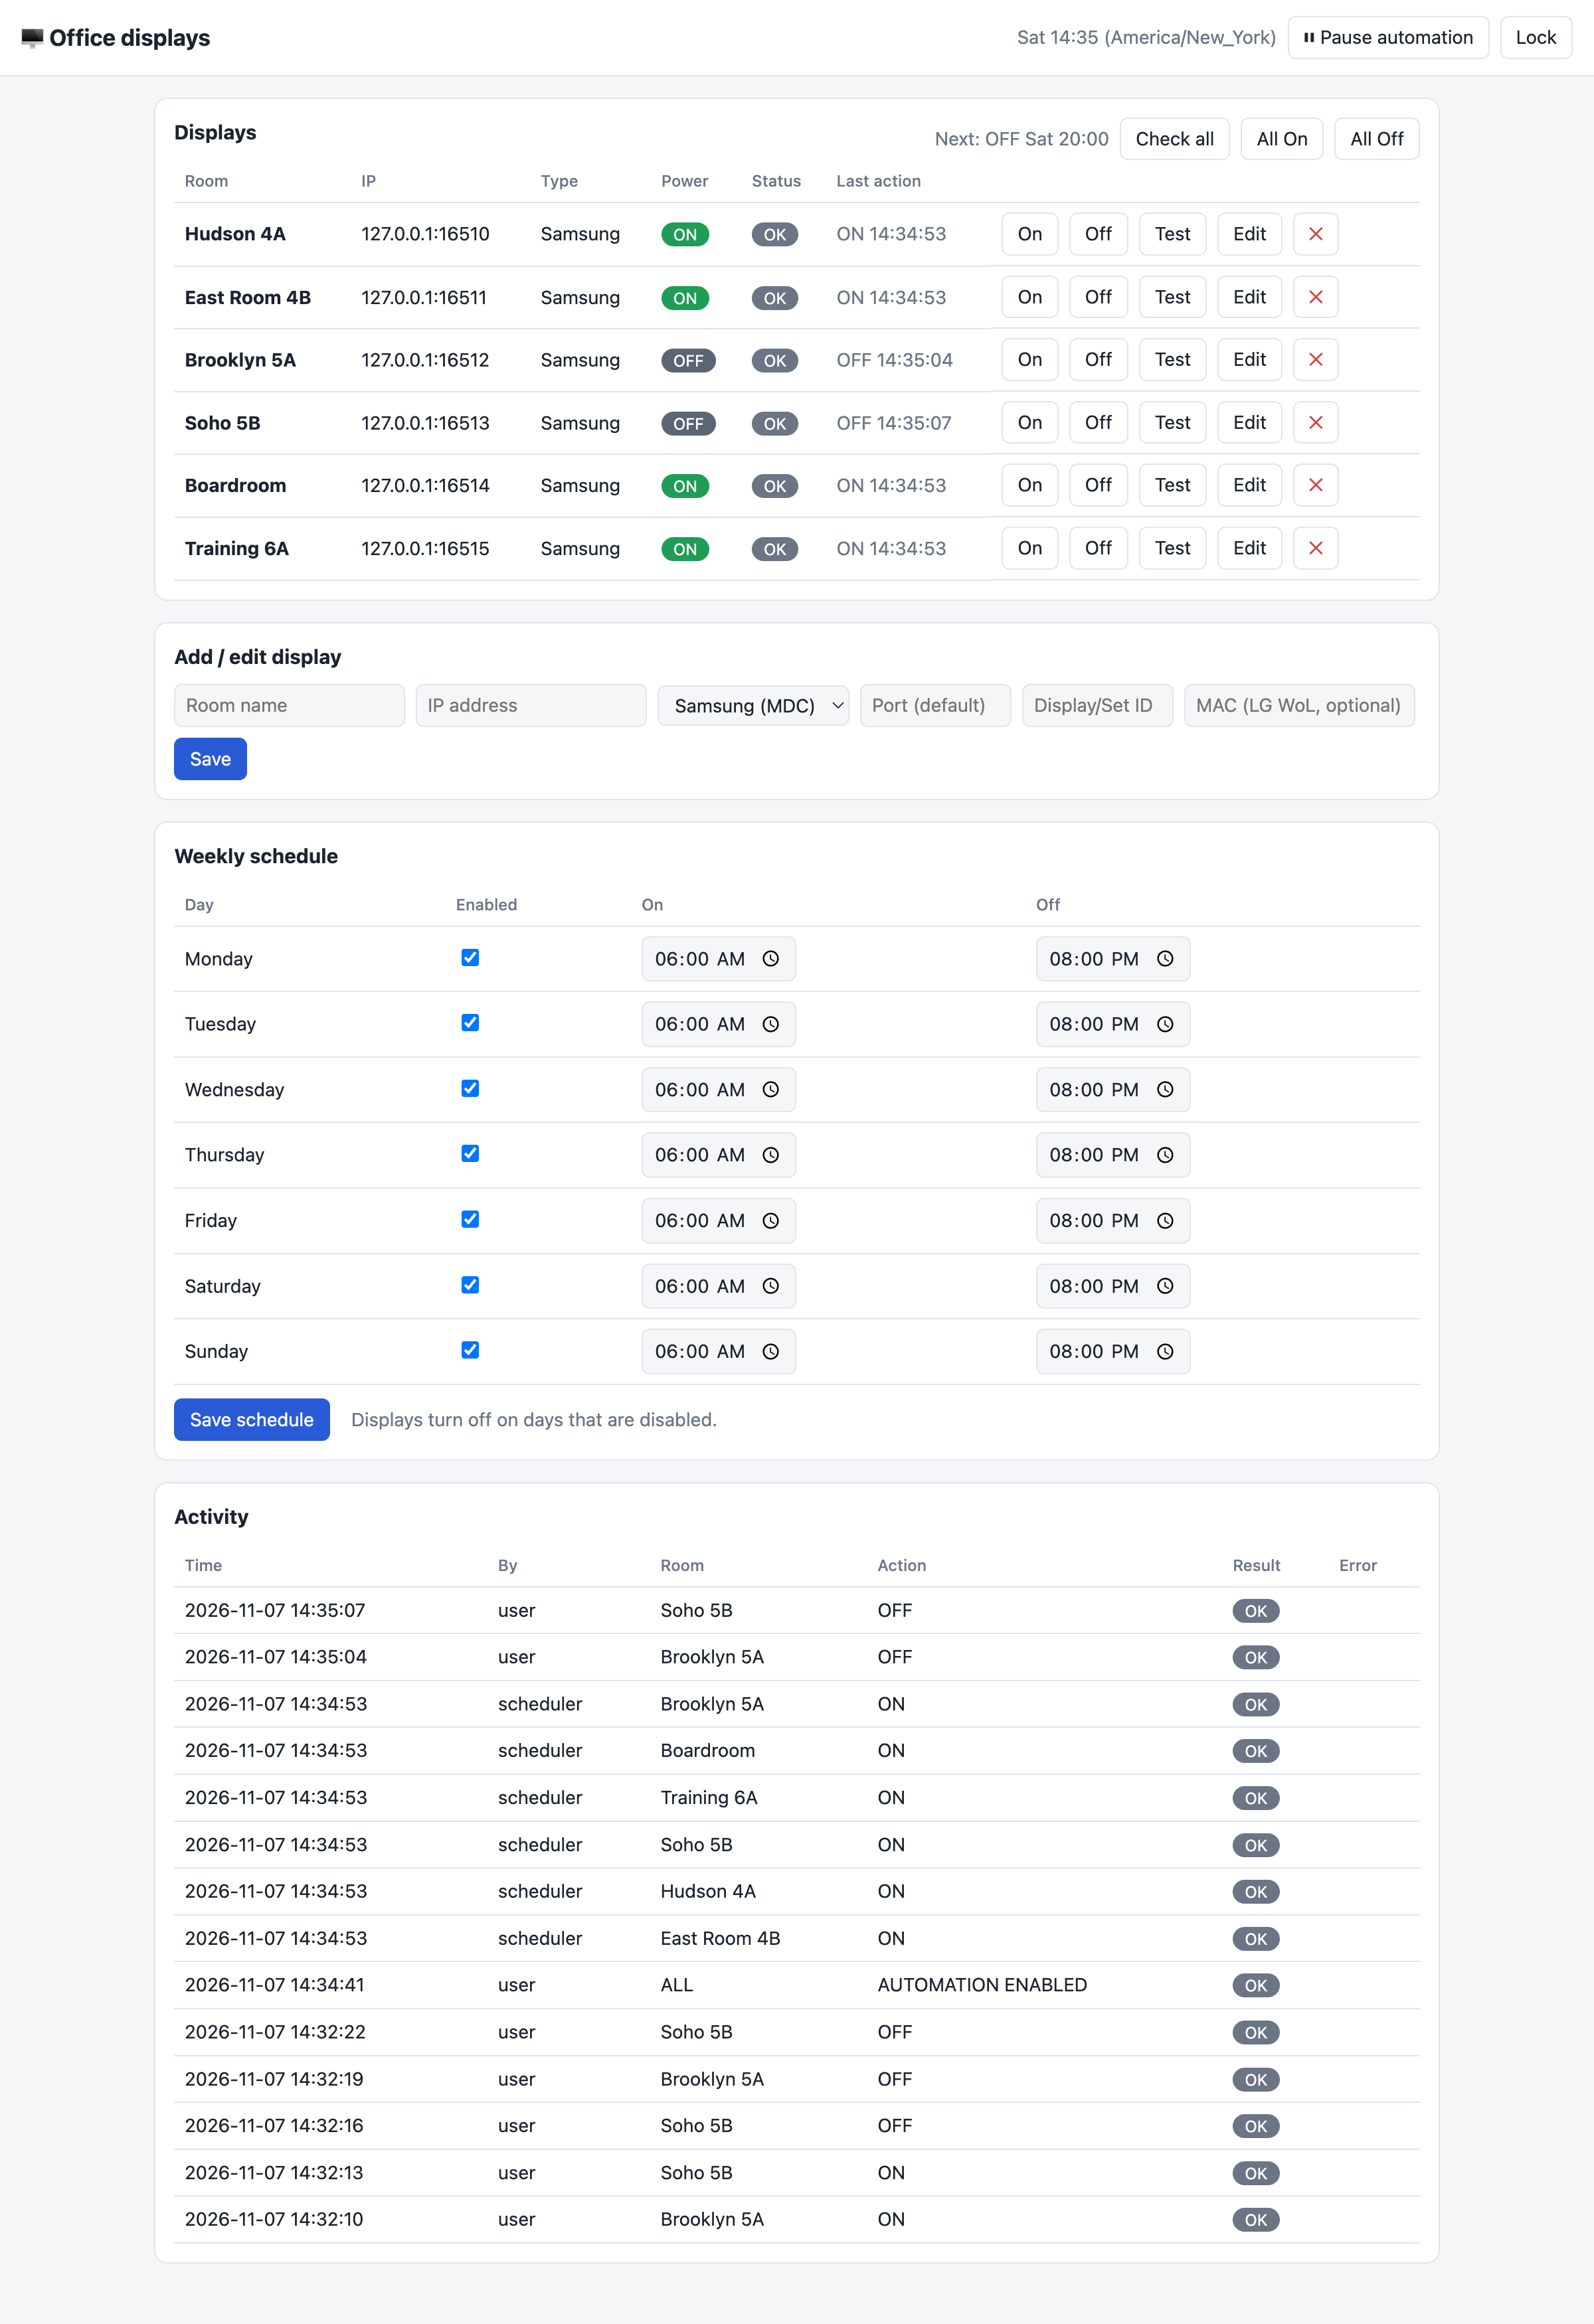 Office displays
Sat 14:35 (America/New_York) Pause automation Lock
Displays
Next: OFF Sat 20:00 Check all All On All Off
Room IP Type Power Status Last action
Hudson 4A 127.0.0.1:16510 Samsung ON OK ON 14:34:53 On Off Test Edit ✕
East Room 4B 127.0.0.1:16511 Samsung ON OK ON 14:34:53 On Off Test Edit ✕
Brooklyn 5A 127.0.0.1:16512 Samsung OFF OK OFF 14:35:04 On Off Test Edit ✕
Soho 5B 127.0.0.1:16513 Samsung OFF OK OFF 14:35:07 On Off Test Edit ✕
Boardroom 127.0.0.1:16514 Samsung ON OK ON 14:34:53 On Off Test Edit ✕
Training 6A 127.0.0.1:16515 Samsung ON OK ON 14:34:53 On Off Test Edit ✕
Add / edit display
Room name IP address Samsung (MDC) Port (default) Display/Set ID MAC (LG WoL, optional)
Save
Weekly schedule
Day Enabled On Off
Monday 06:00 AM 08:00 PM
Tuesday 06:00 AM 08:00 PM
Wednesday 06:00 AM 08:00 PM
Thursday 06:00 AM 08:00 PM
Friday 06:00 AM 08:00 PM
Saturday 06:00 AM 08:00 PM
Sunday 06:00 AM 08:00 PM
Save schedule Displays turn off on days that are disabled.
Activity
Time By Room Action Result Error
2026-11-07 14:35:07 user Soho 5B OFF OK
2026-11-07 14:35:04 user Brooklyn 5A OFF OK
2026-11-07 14:34:53 scheduler Brooklyn 5A ON OK
2026-11-07 14:34:53 scheduler Boardroom ON OK
2026-11-07 14:34:53 scheduler Training 6A ON OK
2026-11-07 14:34:53 scheduler Soho 5B ON OK
2026-11-07 14:34:53 scheduler Hudson 4A ON OK
2026-11-07 14:34:53 scheduler East Room 4B ON OK
2026-11-07 14:34:41 user ALL AUTOMATION ENABLED OK
2026-11-07 14:32:22 user Soho 5B OFF OK
2026-11-07 14:32:19 user Brooklyn 5A OFF OK
2026-11-07 14:32:16 user Soho 5B OFF OK
2026-11-07 14:32:13 user Soho 5B ON OK
2026-11-07 14:32:10 user Brooklyn 5A ON OK